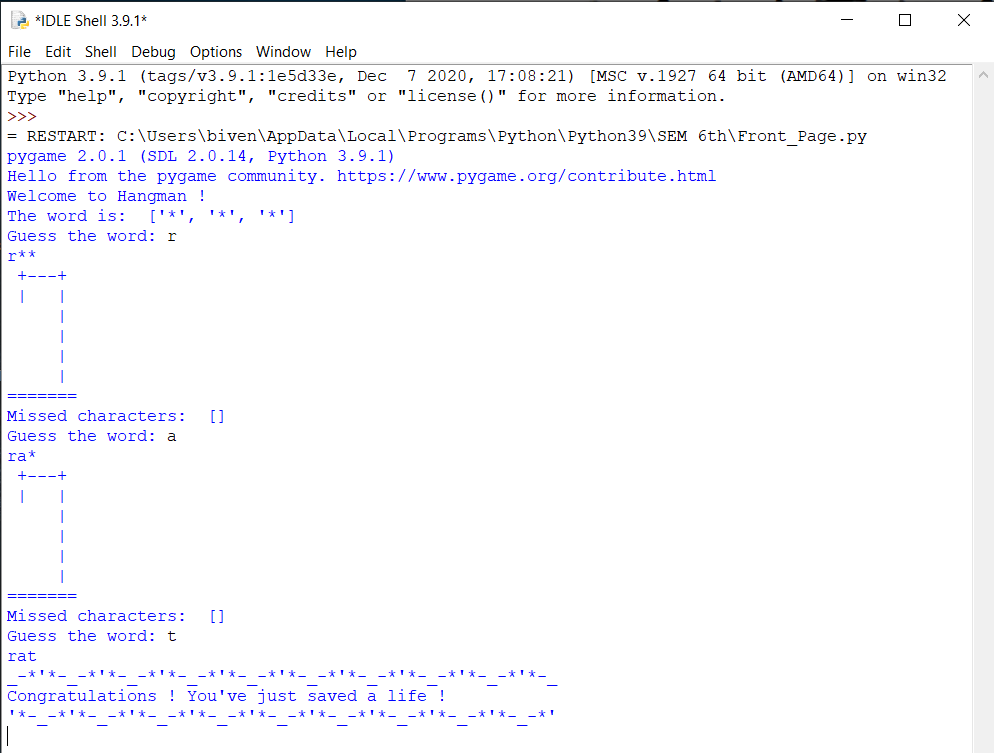 *IDLE Shell 3.9.1*
File Edit Shell Debug Options Window Help
Python 3.9.1 (tags/v3.9.1:1e5d33e, Dec  7 2020, 17:08:21) [MSC v.1927 64 bit (AMD64)] on win32
Type "help", "copyright", "credits" or "license()" for more information.
>>>
= RESTART: C:\Users\biven\AppData\Local\Programs\Python\Python39\SEM 6th\Front_Page.py
pygame 2.0.1 (SDL 2.0.14, Python 3.9.1)
Hello from the pygame community. https://www.pygame.org/contribute.html
Welcome to Hangman !
The word is:  ['*', '*', '*']
Guess the word: r
r**
 +---+
 |   |
     |
     |
     |
     |
=======
Missed characters:  []
Guess the word: a
ra*
 +---+
 |   |
     |
     |
     |
     |
=======
Missed characters:  []
Guess the word: t
rat
_-*'*-_-*'*-_-*'*-_-*'*-_-*'*-_-*'*-_-*'*-_-*'*-_-*'*-_
Congratulations ! You've just saved a life !
'*-_-*'*-_-*'*-_-*'*-_-*'*-_-*'*-_-*'*-_-*'*-_-*'*-_-*'